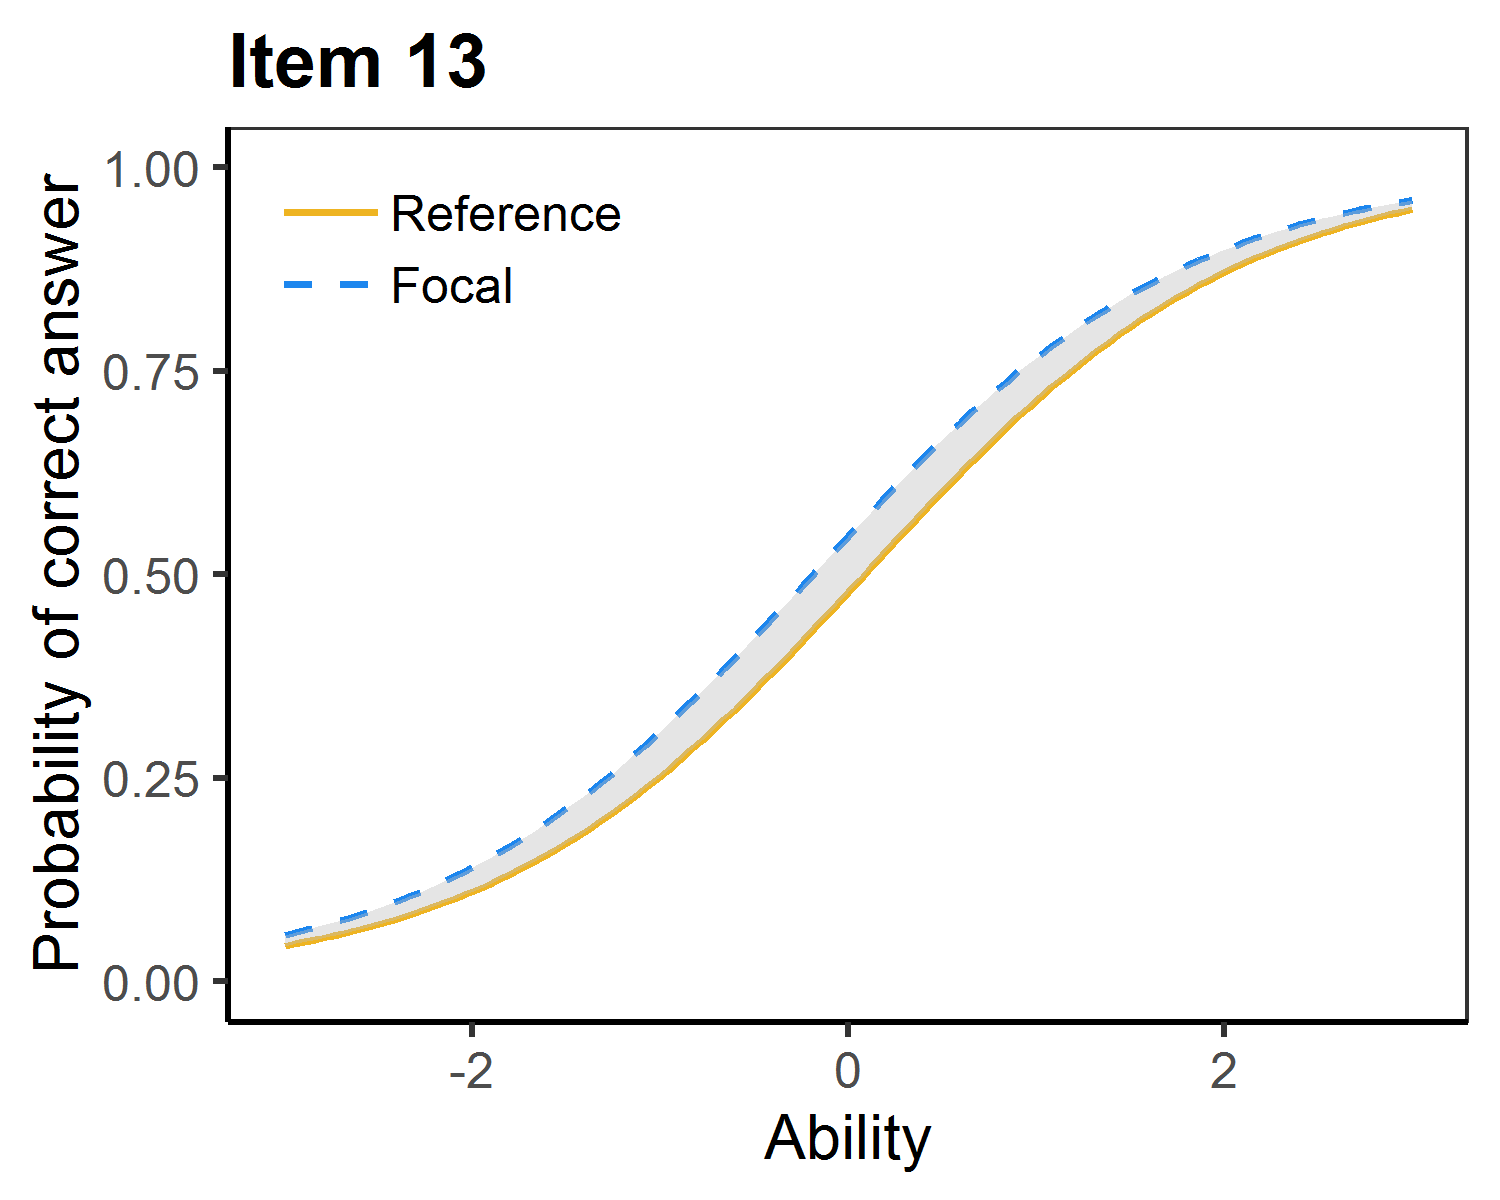 Item 13
Probability of correct answer
1.00
0.75
0.50
0.25
0.00
Reference
Focal
-2 0 2
Ability